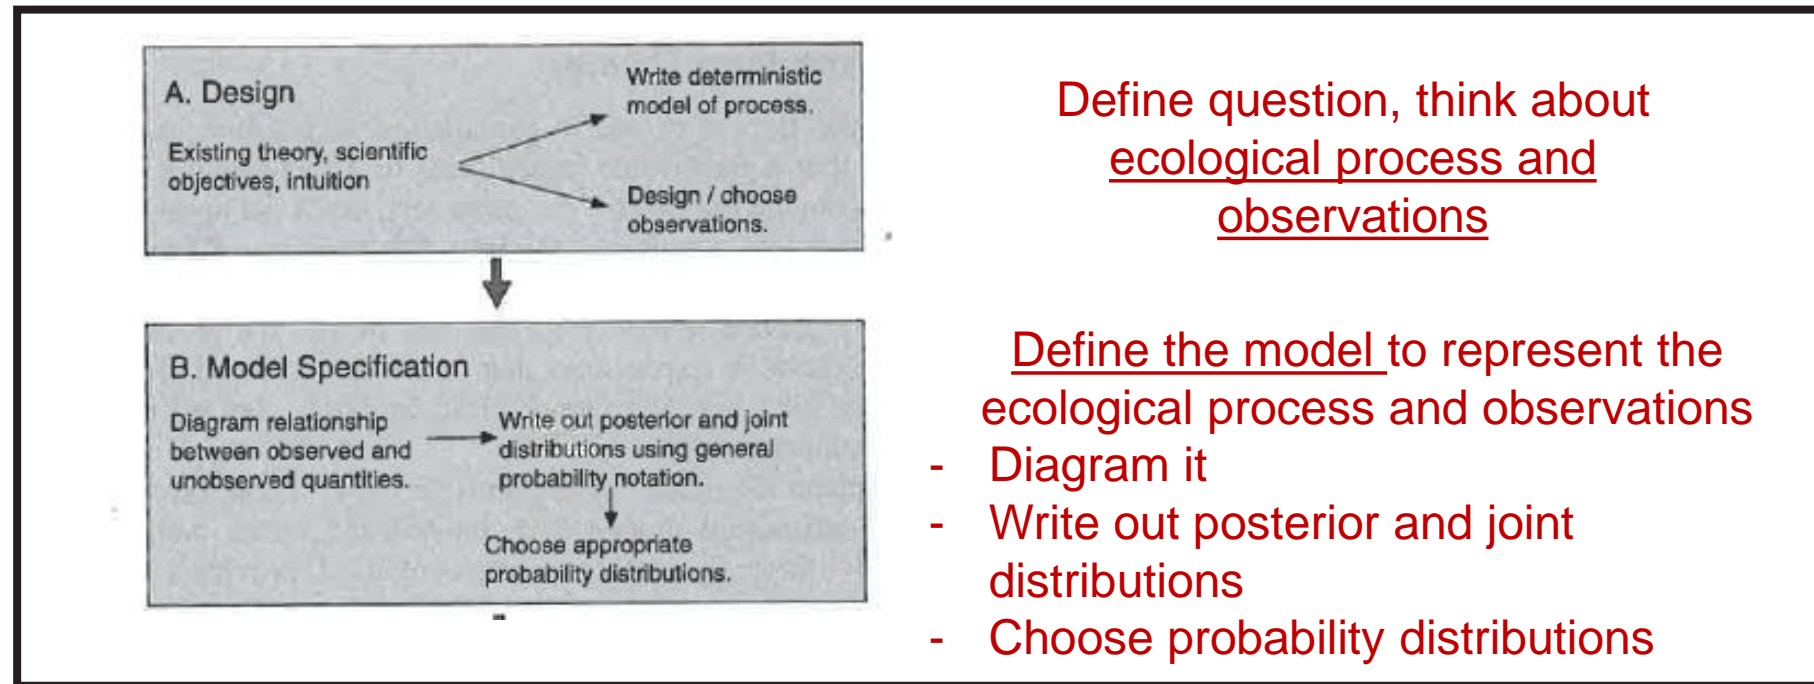 A. Design
Existing theory, scientific
objectives, intuition
Write deterministic
model of process.
Design / choose
observations.
Define question, think about
ecological process and
observations
B. Model Specification
Diagram relationship
between observed and
unobserved quantities.
Write out posterior and joint
distributions using general
probability notation.
Choose appropriate
probability distributions.
Define the model to represent the
ecological process and observations
- Diagram it
- Write out posterior and joint
distributions
- Choose probability distributions